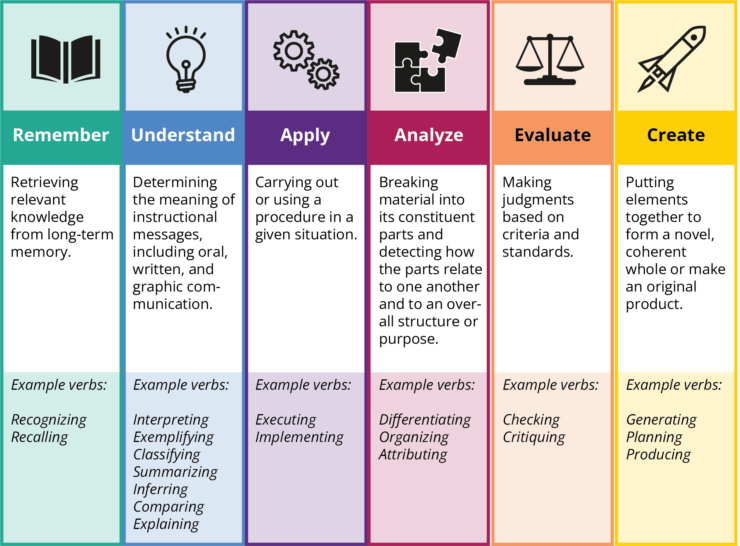 Remember
Understand
Apply
Analyze
Evaluate
Create
Retrieving
relevant
knowledge
from long-term
memory.
Determining
the meaning of
instructional
messages,
including oral,
written, and
graphic com-
munication.
Carrying out
or using a
procedure in a
given situation.
Breaking
material into
its constituent
parts and
detecting how
the parts relate
to one another
and to an over-
all structure or
purpose.
Making
judgments
based on
criteria and
standards.
Putting
elements
together to
form a novel,
coherent
whole or make
an original
product.
Example verbs:
Recognizing
Recalling
Example verbs:
Interpreting
Exemplifying
Classifying
Summarizing
Inferring
Comparing
Explaining
Example verbs:
Executing
Implementing
Example verbs:
Differentiating
Organizing
Attributing
Example verbs:
Checking
Critiquing
Example verbs:
Generating
Planning
Producing